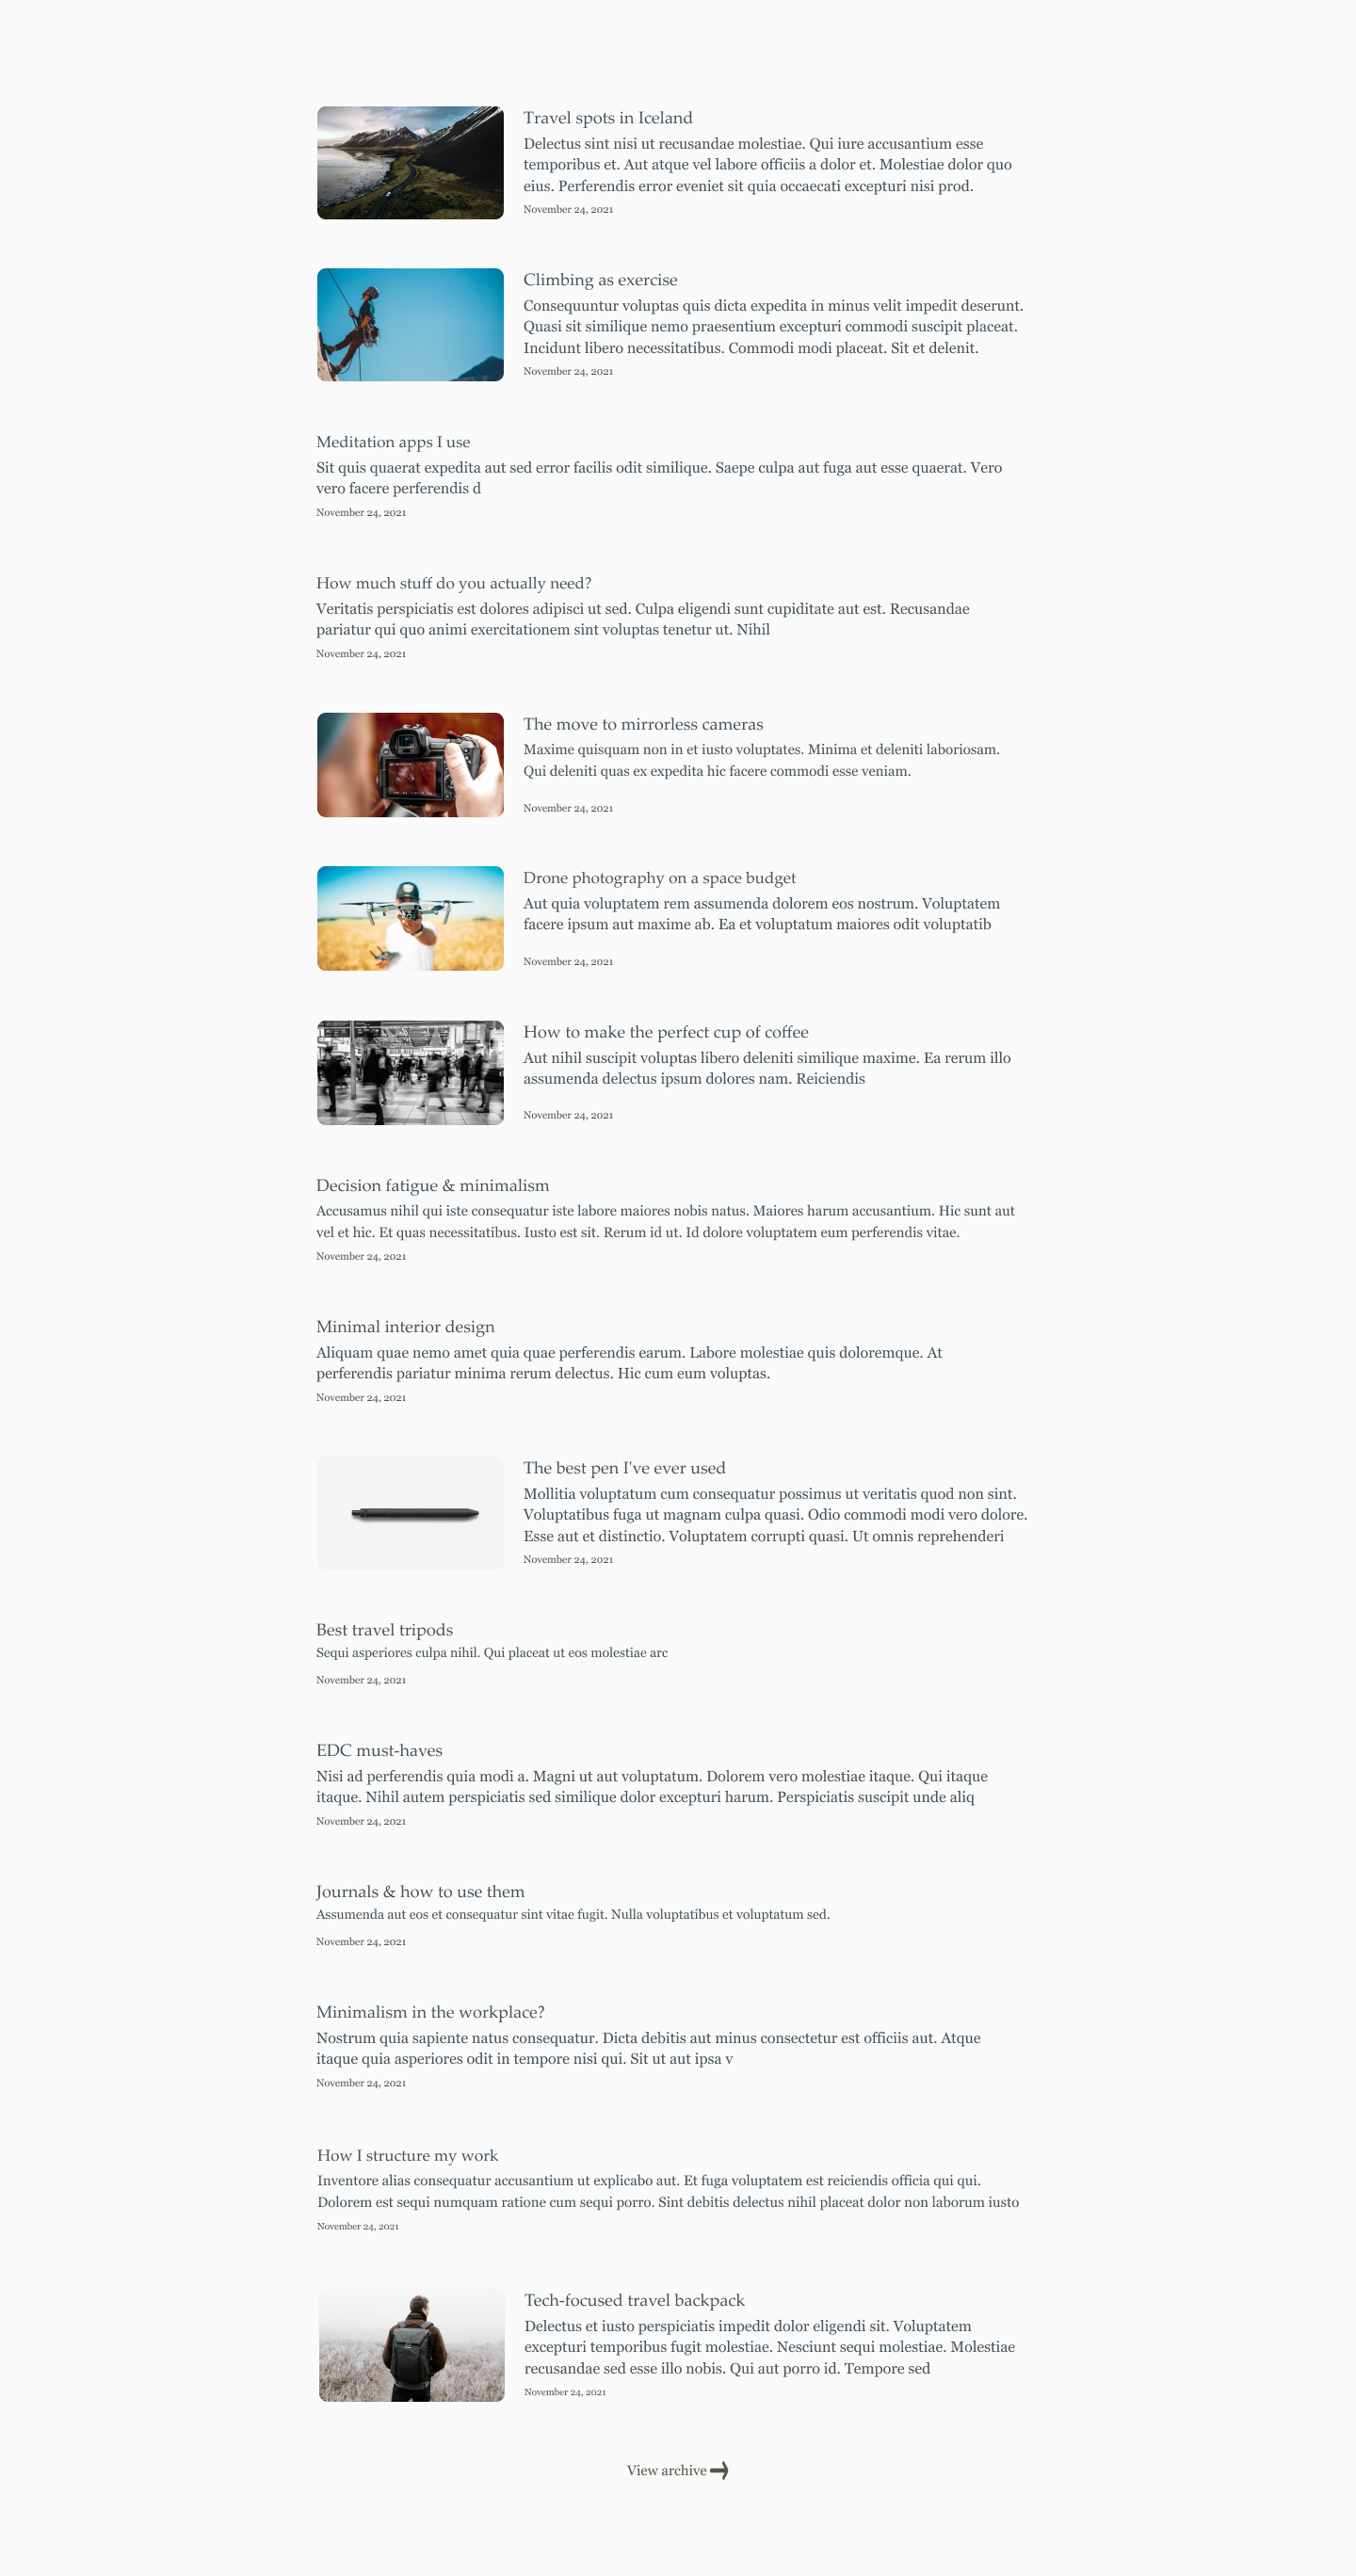 Travel spots in Iceland
Delectus sint nisi ut recusandae molestiae. Qui iure accusantium esse
temporibus et. Aut atque vel labore officiis a dolor et. Molestiae dolor quo
eius. Perferendis error eveniet sit quia occaecati excepturi nisi prod.
November 24, 2021
Climbing as exercise
Consequuntur voluptas quis dicta expedita in minus velit impedit deserunt.
Quasi sit similique nemo praesentium excepturi commodi suscipit placeat.
Incidunt libero necessitatibus. Commodi modi placeat. Sit et delenit.
November 24, 2021
Meditation apps I use
Sit quis quaerat expedita aut sed error facilis odit similique. Saepe culpa aut fuga aut esse quaerat. Vero
vero facere perferendis d
November 24, 2021
How much stuff do you actually need?
Veritatis perspiciatis est dolores adipisci ut sed. Culpa eligendi sunt cupiditate aut est. Recusandae
pariatur qui quo animi exercitationem sint voluptas tenetur ut. Nihil
November 24, 2021
The move to mirrorless cameras
Maxime quisquam non in et iusto voluptates. Minima et deleniti laboriosam.
Qui deleniti quas ex expedita hic facere commodi esse veniam.
November 24, 2021
Drone photography on a space budget
Aut quia voluptatem rem assumenda dolorem eos nostrum. Voluptatem
facere ipsum aut maxime ab. Ea et voluptatum maiores odit voluptatib
November 24, 2021
How to make the perfect cup of coffee
Aut nihil suscipit voluptas libero deleniti similique maxime. Ea rerum illo
assumenda delectus ipsum dolores nam. Reiciendis
November 24, 2021
Decision fatigue & minimalism
Accusamus nihil qui iste consequatur iste labore maiores nobis natus. Maiores harum accusantium. Hic sunt aut
vel et hic. Et quas necessitatibus. Iusto est sit. Rerum id ut. Id dolore voluptatem eum perferendis vitae.
November 24, 2021
Minimal interior design
Aliquam quae nemo amet quia quae perferendis earum. Labore molestiae quis doloremque. At
perferendis pariatur minima rerum delectus. Hic cum eum voluptas.
November 24, 2021
The best pen I've ever used
Mollitia voluptatum cum consequatur possimus ut veritatis quod non sint.
Voluptatibus fuga ut magnam culpa quasi. Odio commodi modi vero dolore.
Esse aut et distinctio. Voluptatem corrupti quasi. Ut omnis reprehenderi
November 24, 2021
Best travel tripods
Sequi asperiores culpa nihil. Qui placeat ut eos molestiae arc
November 24, 2021
EDC must-haves
Nisi ad perferendis quia modi a. Magni ut aut voluptatum. Dolorem vero molestiae itaque. Qui itaque
itaque. Nihil autem perspiciatis sed similique dolor excepturi harum. Perspiciatis suscipit unde aliq
November 24, 2021
Journals & how to use them
Assumenda aut eos et consequatur sint vitae fugit. Nulla voluptatibus et voluptatum sed.
November 24, 2021
Minimalism in the workplace?
Nostrum quia sapiente natus consequatur. Dicta debitis aut minus consectetur est officiis aut. Atque
itaque quia asperiores odit in tempore nisi qui. Sit ut aut ipsa v
November 24, 2021
How I structure my work
Inventore alias consequatur accusantium ut explicabo aut. Et fuga voluptatem est reiciendis officia qui qui.
Dolorem est sequi numquam ratione cum sequi porro. Sint debitis delectus nihil placeat dolor non laborum iusto
November 24, 2021
Tech-focused travel backpack
Delectus et iusto perspiciatis impedit dolor eligendi sit. Voluptatem
excepturi temporibus fugit molestiae. Nesciunt sequi molestiae. Molestiae
recusandae sed esse illo nobis. Qui aut porro id. Tempore sed
November 24, 2021
View archive